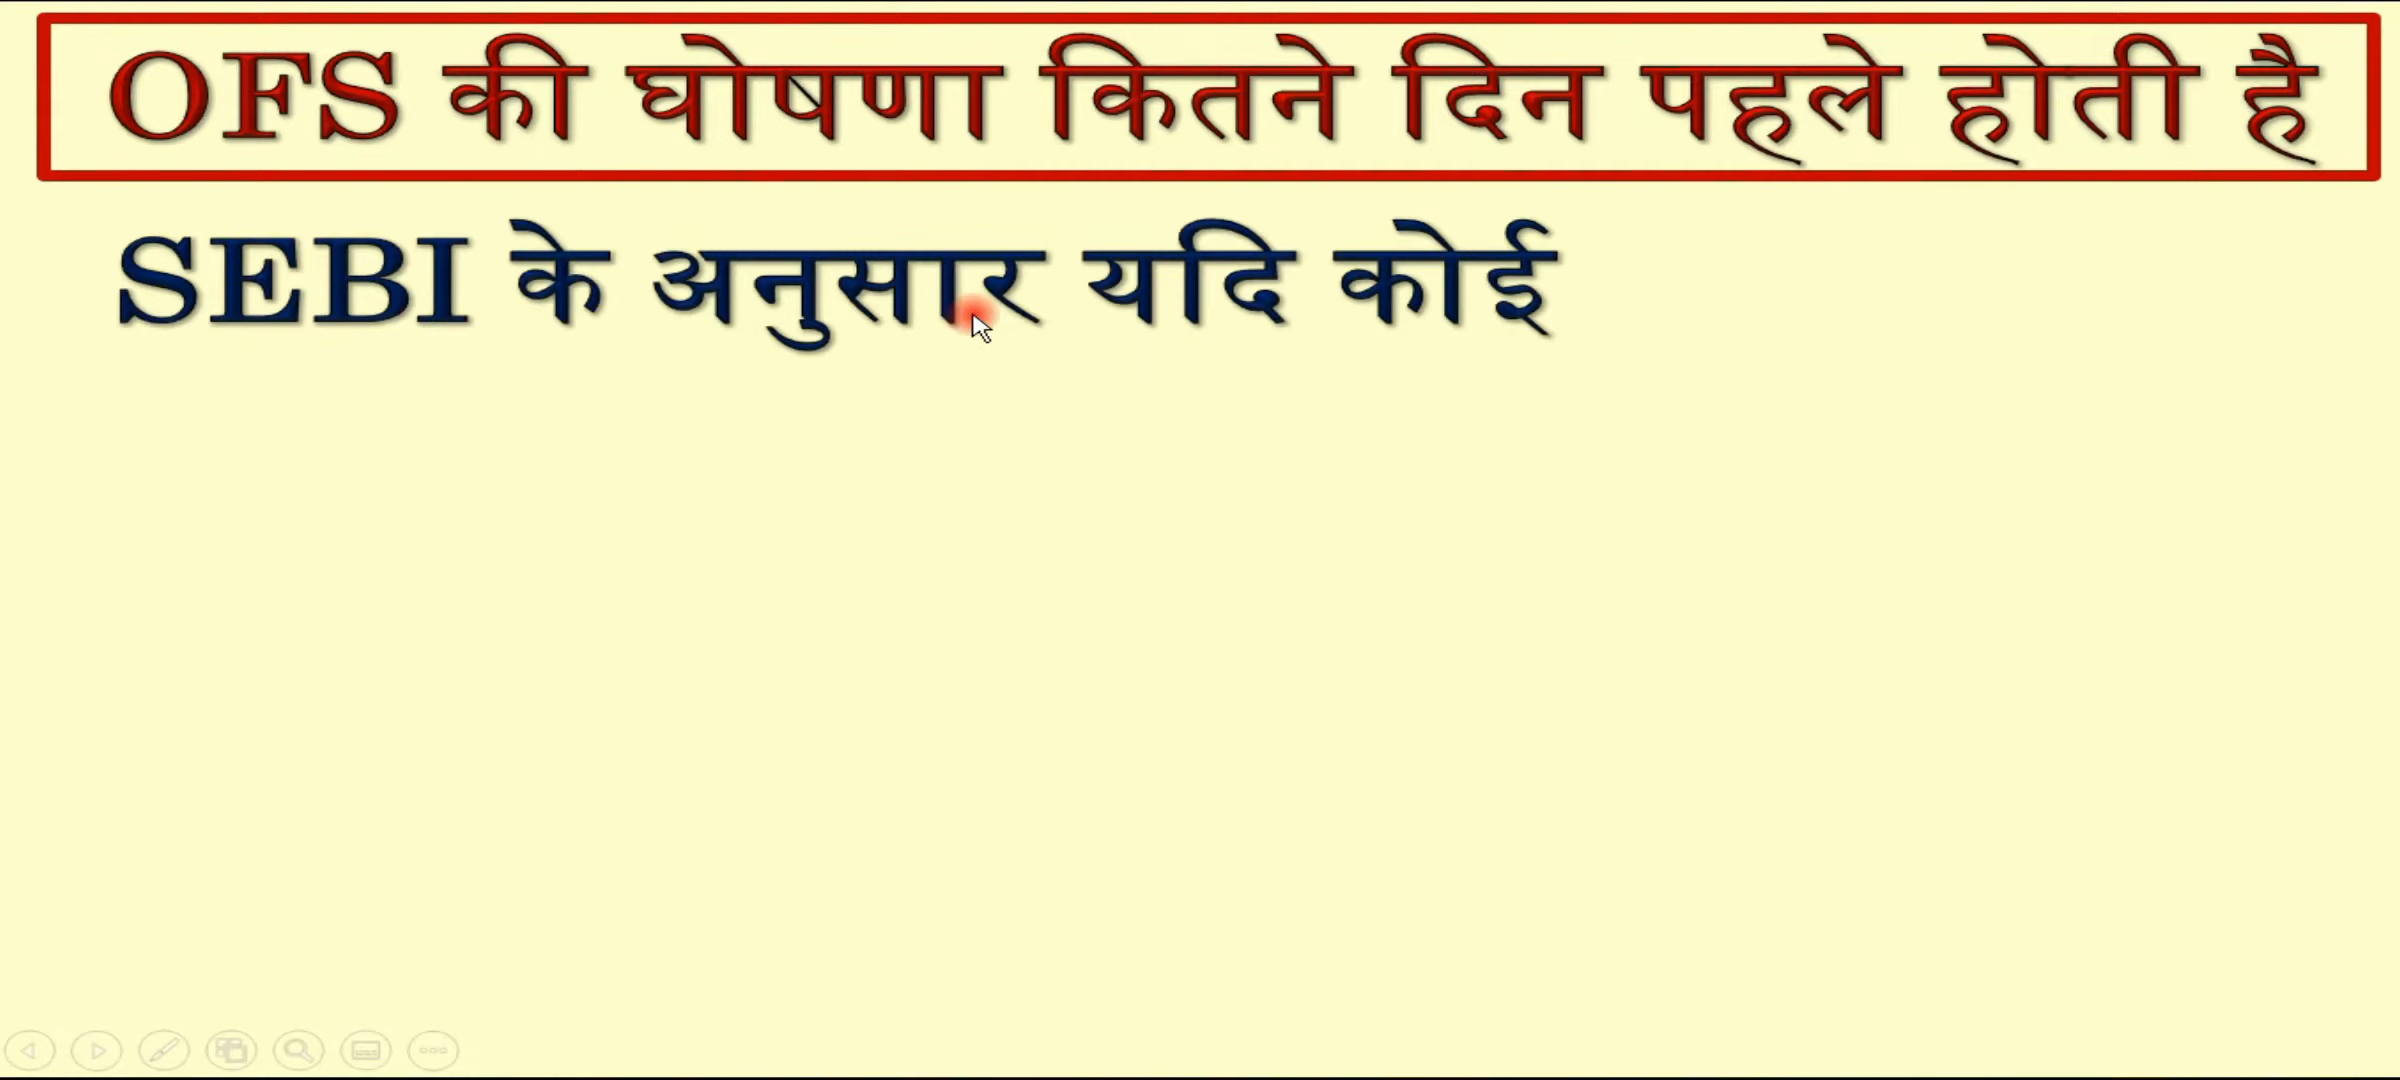 OFS की घोषणा कितने दिन पहले होती है
SEBI के अनुसार यदि कोई